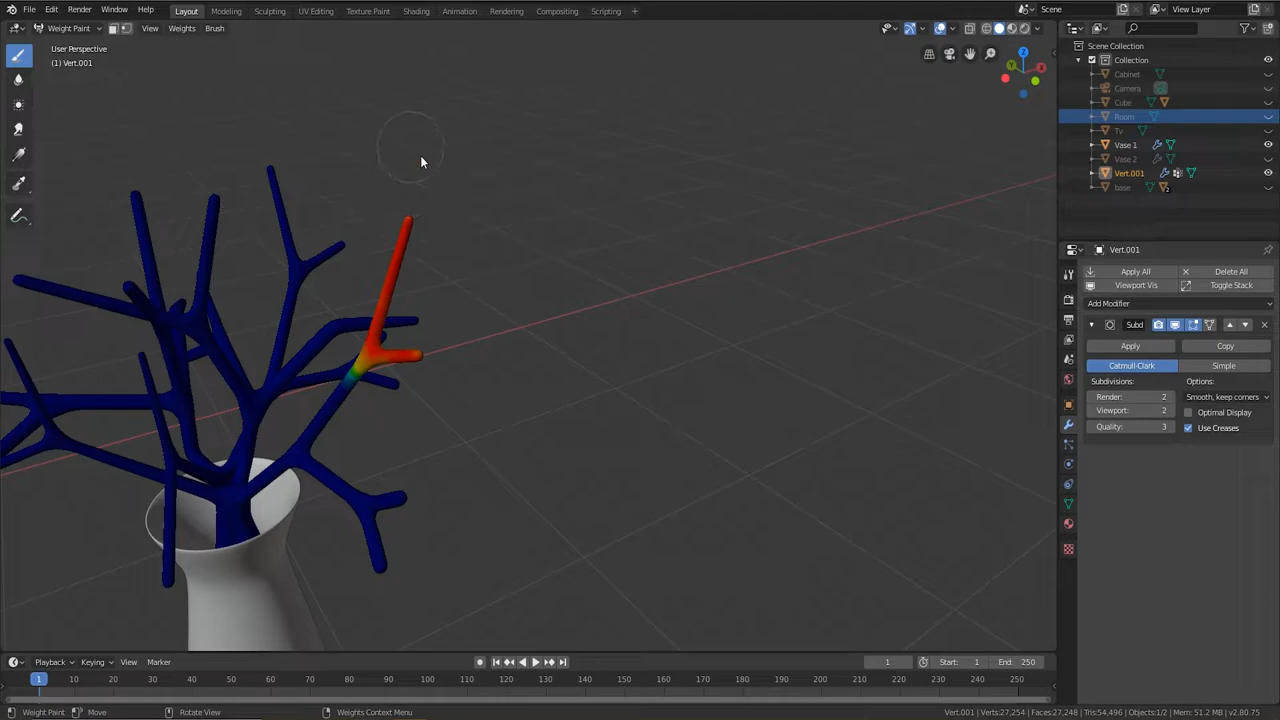 File Edit Render Window Help Layout Modeling Sculpting UV Editing Texture Paint Shading Animation Rendering Compositing Scripting + Scene View Layer
Weight Paint View Weights Brush
User Perspective
(1) Vert.001
Scene Collection
Collection
Cabinet
Camera
Cube
Room
Tv
Vase 1
Vase 2
Vert.001
base
2
Vert.001
Apply All Delete All
Viewport Vis Toggle Stack
Add Modifier
Subd
Apply Copy
Catmull-Clark Simple
Subdivisions: Options:
Render: 2 Smooth, keep corners
Viewport: 2 Optimal Display
Quality: 3 Use Creases
X
Y
Z
Playback Keying View Marker 1 Start: 1 End: 250
1 10 20 30 40 50 60 70 80 90 100 110 120 130 140 150 160 170 180 190 200 210 220 230 240 250
Weight Paint Move Rotate View Weights Context Menu Vert.001 | Verts:27,254 | Faces:27,248 | Tris:54,496 | Objects:1/2 | Mem: 51.2 MB | v2.80.75